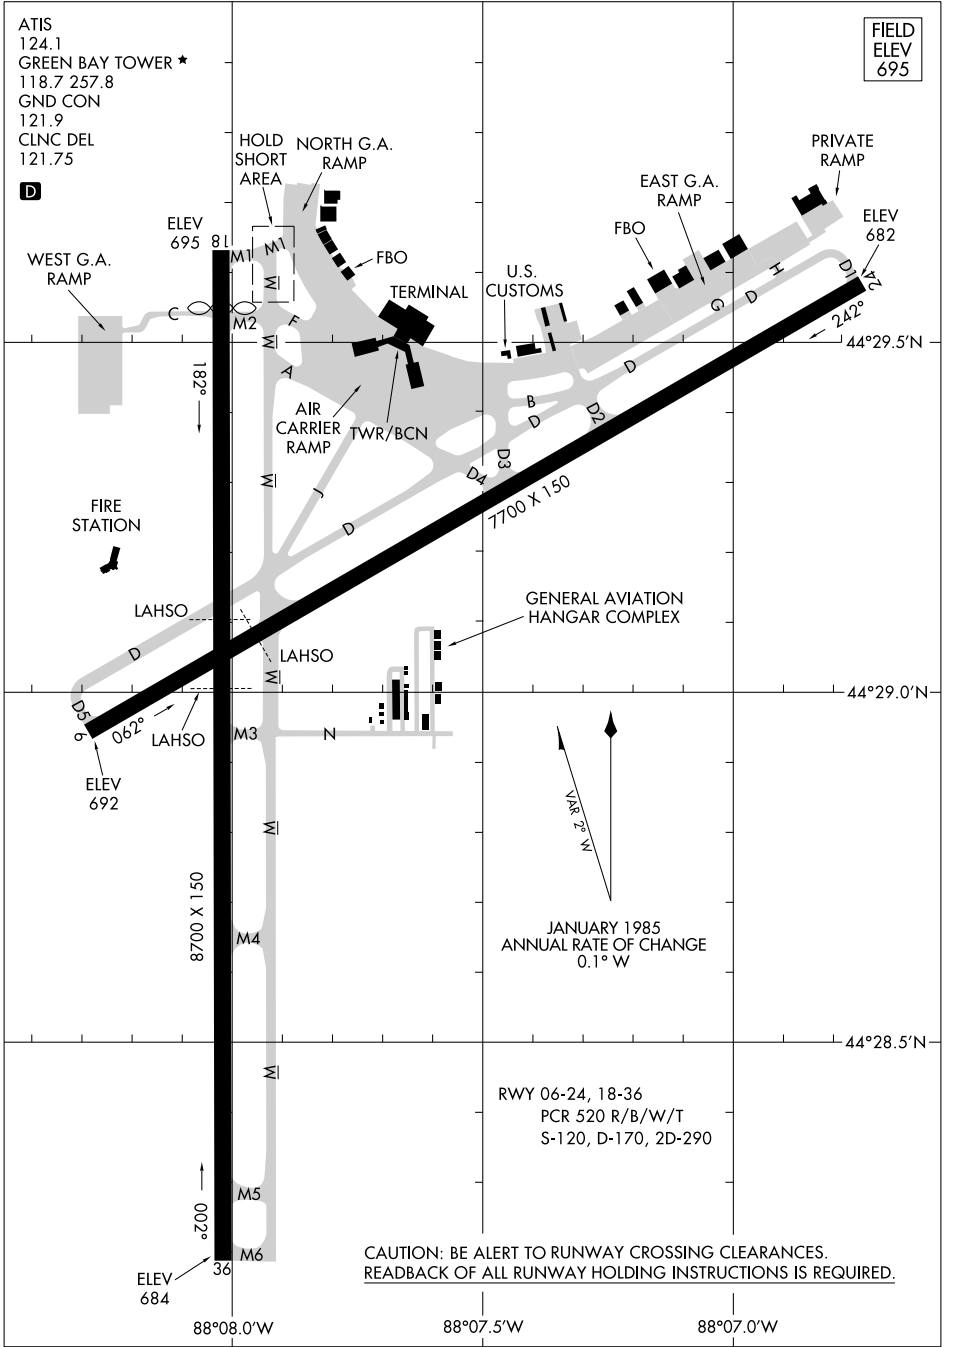 ATIS
124.1
GREEN BAY TOWER ★
118.7 257.8
GND CON
121.9
CLNC DEL
121.75
D
FIELD
ELEV
695
HOLD
SHORT
AREA
NORTH G.A.
RAMP
PRIVATE
RAMP
EAST G.A.
RAMP
ELEV
695
18
M1
M1
FBO
FBO
ELEV
682
WEST G.A.
RAMP
U.S.
CUSTOMS
TERMINAL
H
D1
24
M
C
M2
F
G
D
242°
44°29.5'N
M
A
182°
D
AIR
CARRIER
RAMP
TWR/BCN
B
D
D2
D3
D4
M
J
D
7700 X 150
FIRE
STATION
LAHSO
GENERAL AVIATION
HANGAR COMPLEX
D
LAHSO
M
44°29.0'N
D5
6
062°
LAHSO
M3
N
ELEV
692
VAR 2° W
M
8700 X 150
M4
JANUARY 1985
ANNUAL RATE OF CHANGE
0.1° W
44°28.5'N
M
RWY 06-24, 18-36
PCR 520 R/B/W/T
S-120, D-170, 2D-290
M5
002°
M6
36
ELEV
684
CAUTION: BE ALERT TO RUNWAY CROSSING CLEARANCES.
READBACK OF ALL RUNWAY HOLDING INSTRUCTIONS IS REQUIRED.
88°08.0'W
88°07.5'W
88°07.0'W